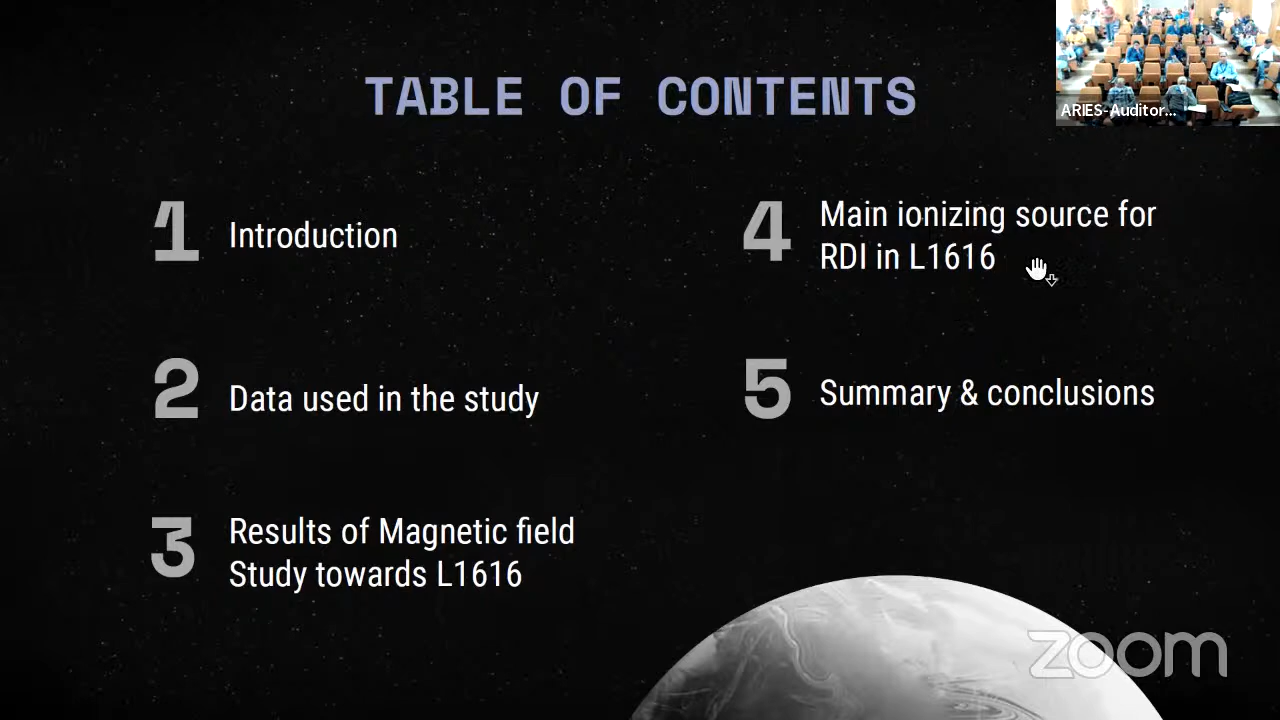 TABLE OF CONTENTS
ARIES-Auditor...
1
Introduction
2
Data used in the study
3
Results of Magnetic field
Study towards L1616
4
Main ionizing source for
RDI in L1616
5
Summary & conclusions
zoom